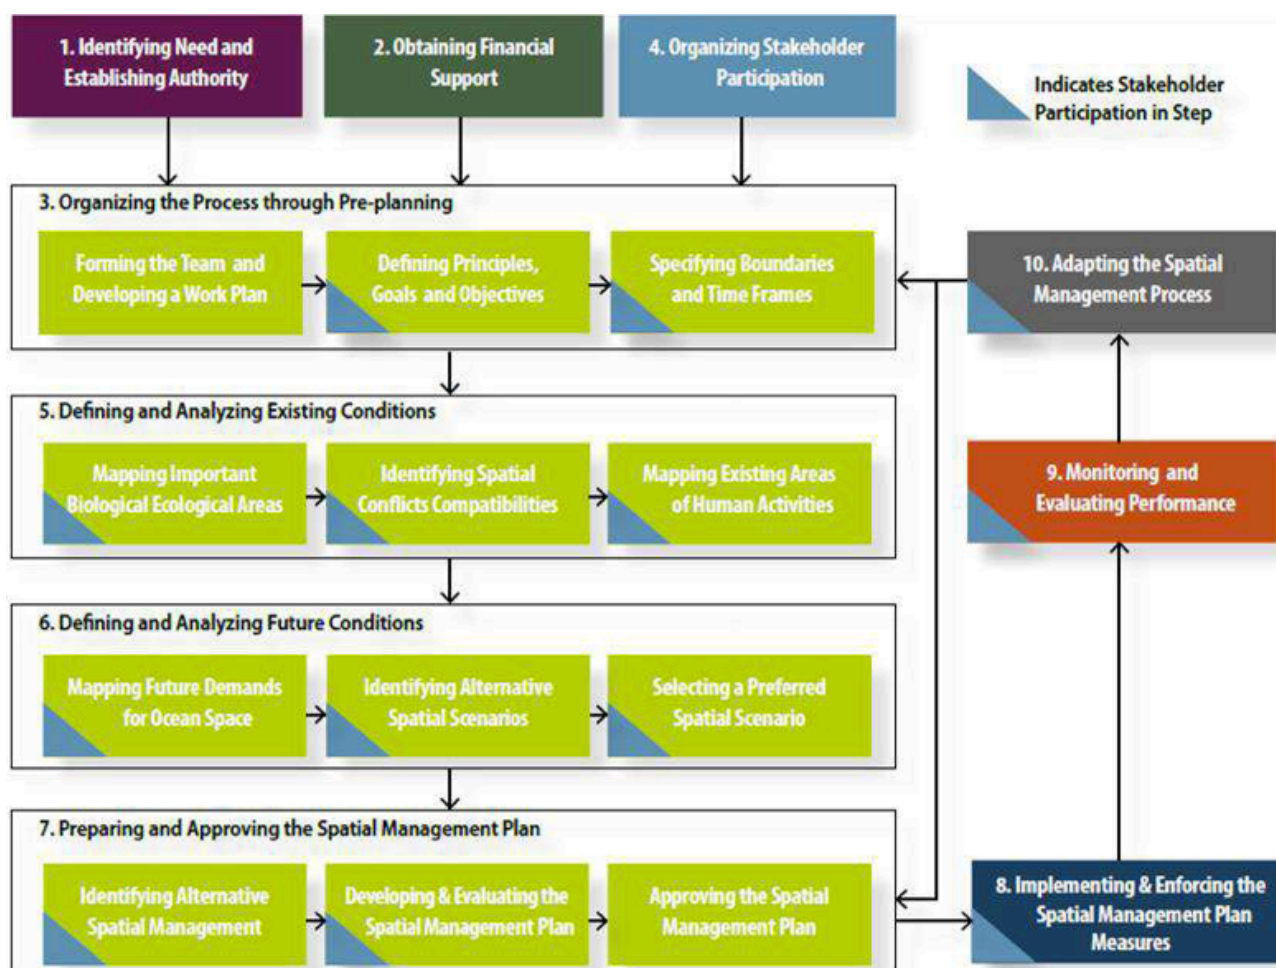 1. Identifying Need and
Establishing Authority
2. Obtaining Financial
Support
4. Organizing Stakeholder
Participation
Indicates Stakeholder
Participation in Step
3. Organizing the Process through Pre-planning
Forming the Team and
Developing a Work Plan
Defining Principles,
Goals and Objectives
Specifying Boundaries
and Time Frames
10. Adapting the Spatial
Management Process
5. Defining and Analyzing Existing Conditions
Mapping Important
Biological Ecological Areas
Identifying Spatial
Conflicts Compatibilities
Mapping Existing Areas
of Human Activities
9. Monitoring and
Evaluating Performance
6. Defining and Analyzing Future Conditions
Mapping Future Demands
for Ocean Space
Identifying Alternative
Spatial Scenarios
Selecting a Preferred
Spatial Scenario
7. Preparing and Approving the Spatial Management Plan
Identifying Alternative
Spatial Management
Developing & Evaluating the
Spatial Management Plan
Approving the Spatial
Management Plan
8. Implementing & Enforcing the
Spatial Management Plan
Measures